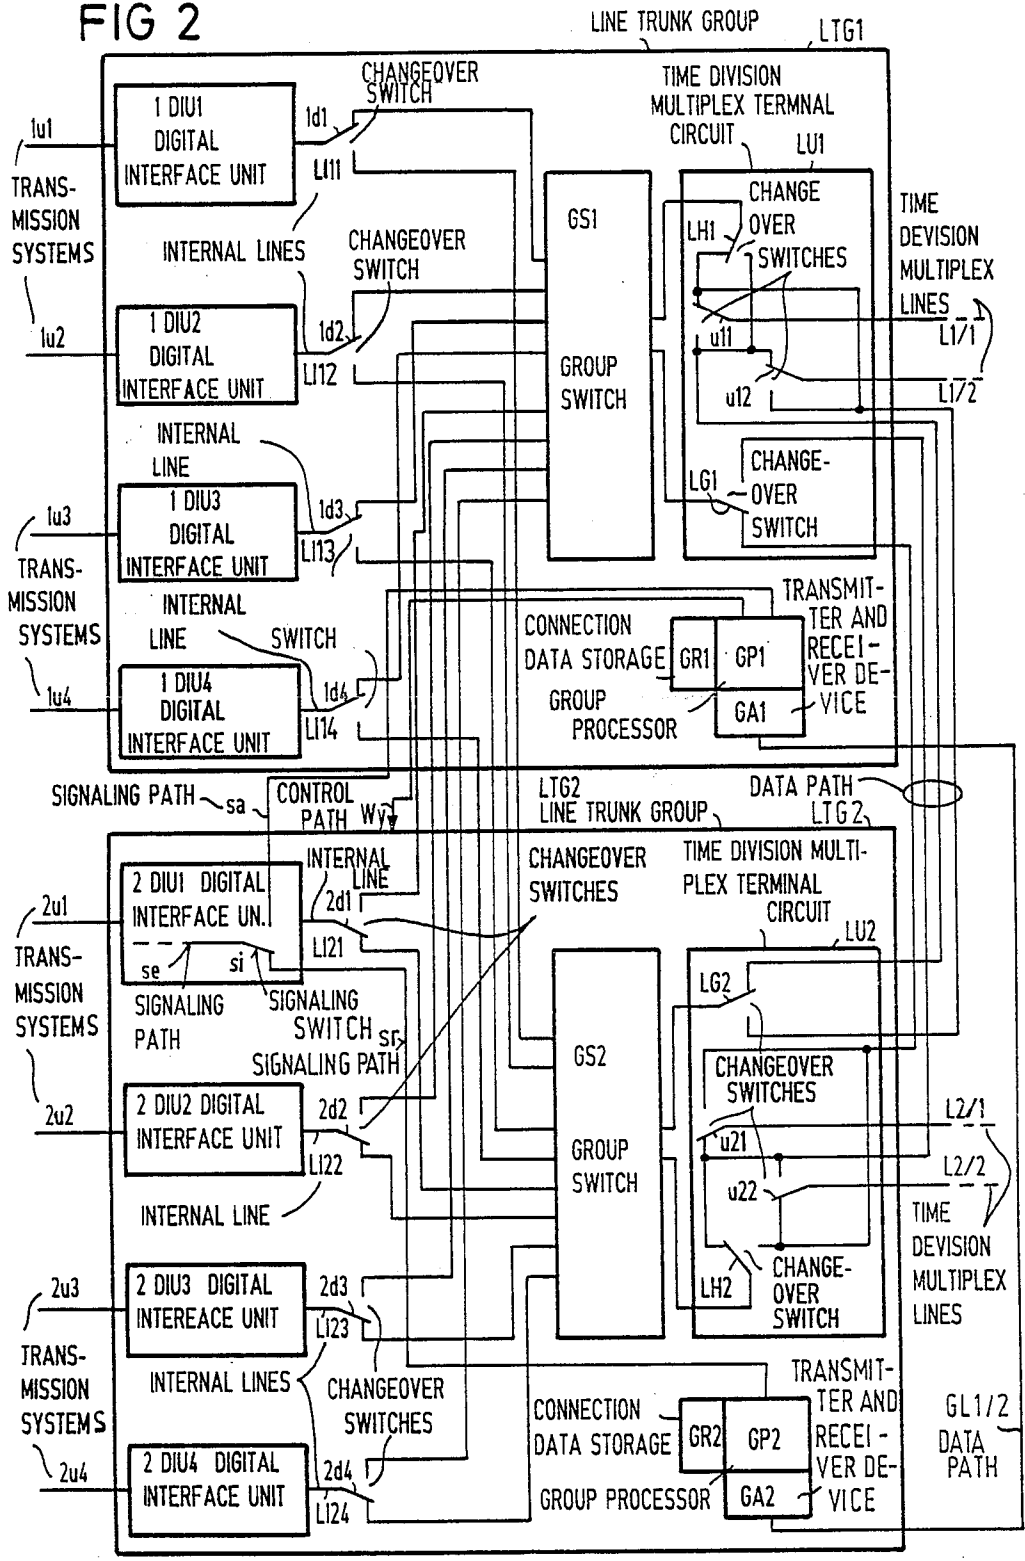 FIG 2
LINE TRUNK GROUP
LTG1
CHANGEOVER
SWITCH
TIME DIVISION
MULTIPLEX TERMNAL
CIRCUIT
LU1
1u1
1 DIU1
DIGITAL
INTERFACE UNIT
1d1
LI11
TRANS-
MISSION
SYSTEMS
INTERNAL LINES
CHANGEOVER
SWITCH
GS1
GROUP
SWITCH
CHANGE
OVER
SWITCHES
LH1
u11
u12
TIME
DEVISION
MULTIPLEX
LINES
L1/1
L1/2
1u2
1 DIU2
DIGITAL
INTERFACE UNIT
1d2
LI12
INTERNAL
LINE
CHANGE-
OVER
SWITCH
LG1
1u3
1 DIU3
DIGITAL
INTERFACE UNIT
1d3
LI13
TRANS-
MISSION
SYSTEMS
INTERNAL
LINE
SWITCH
1u4
1 DIU4
DIGITAL
INTERFACE UNIT
1d4
LI14
CONNECTION
DATA STORAGE
GR1
GP1
GA1
GROUP
PROCESSOR
TRANSMIT-
TER AND
RECEI-
VER DE-
VICE
SIGNALING PATH
sa
CONTROL
PATH
Wy
LTG2
LINE TRUNK GROUP
DATA PATH
LTG2
2u1
2 DIU1 DIGITAL
INTERFACE UN.
se
si
INTERNAL
LINE
2d1
LI21
CHANGEOVER
SWITCHES
TIME DIVISION MULTI-
PLEX TERMINAL
CIRCUIT
LU2
TRANS-
MISSION
SYSTEMS
SIGNALING
PATH
SIGNALING
SWITCH
sr
SIGNALING PATH
GS2
GROUP
SWITCH
LG2
CHANGEOVER
SWITCHES
u21
u22
L2/1
L2/2
2u2
2 DIU2 DIGITAL
INTERFACE UNIT
2d2
LI22
INTERNAL LINE
TIME
DEVISION
MULTIPLEX
LINES
LH2
CHANGE-
OVER
SWITCH
2u3
2 DIU3 DIGITAL
INTEREACE UNIT
2d3
LI23
TRANS-
MISSION
SYSTEMS
INTERNAL LINES
CHANGEOVER
SWITCHES
2u4
2 DIU4 DIGITAL
INTERFACE UNIT
2d4
LI24
CONNECTION
DATA STORAGE
GR2
GP2
GA2
GROUP PROCESSOR
TRANSMIT-
TER AND
RECEI-
VER DE-
VICE
GL1/2
DATA
PATH